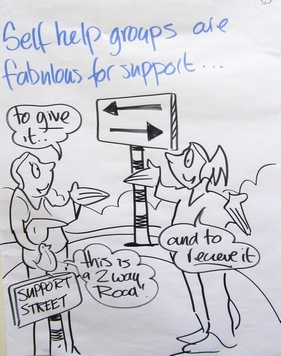 Self help groups are
fabulous for support...
to give
it...
and to
recieve it
this is
a 2 way
Road"
SUPPORT
STREET